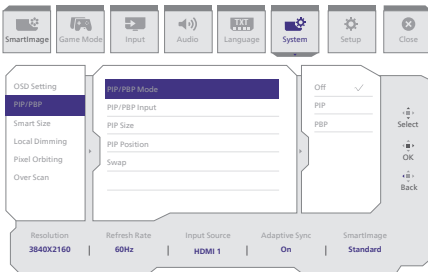 SmartImage Game Mode Input Audio Language System Setup Close
TXT
OSD Setting
PIP/PBP
Smart Size
Local Dimming
Pixel Orbiting
Over Scan
PIP/PBP Mode
PIP/PBP Input
PIP Size
PIP Position
Swap
Off
PIP
PBP
Select
OK
Back
Resolution Refresh Rate Input Source Adaptive Sync SmartImage
3840X2160 | 60Hz | HDMI 1 | On | Standard